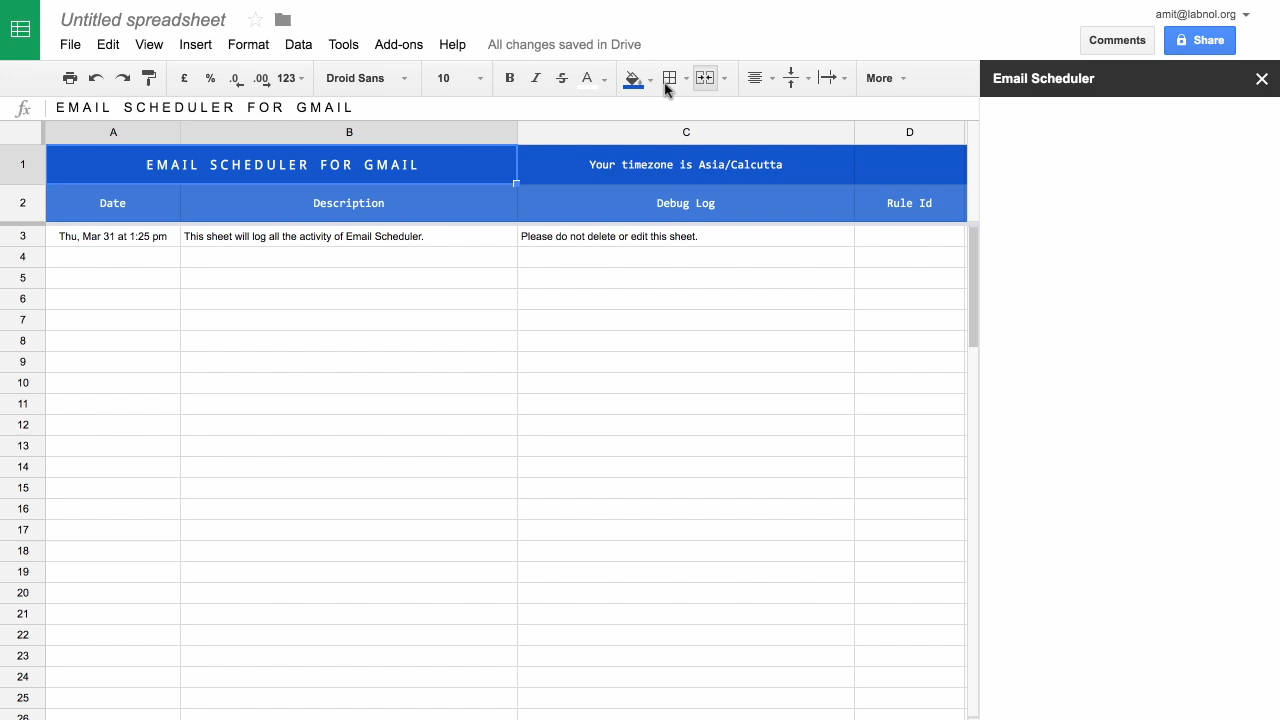 Untitled spreadsheet
amit@labnol.org
File Edit View Insert Format Data Tools Add-ons Help All changes saved in Drive
Comments Share
£ % .0 .00 123 Droid Sans 10 B I S A More
Email Scheduler
fx EMAIL SCHEDULER FOR GMAIL
A B C D
1 EMAIL SCHEDULER FOR GMAIL Your timezone is Asia/Calcutta
2 Date Description Debug Log Rule Id
3 Thu, Mar 31 at 1:25 pm This sheet will log all the activity of Email Scheduler. Please do not delete or edit this sheet.
4
5
6
7
8
9
10
11
12
13
14
15
16
17
18
19
20
21
22
23
24
25
26